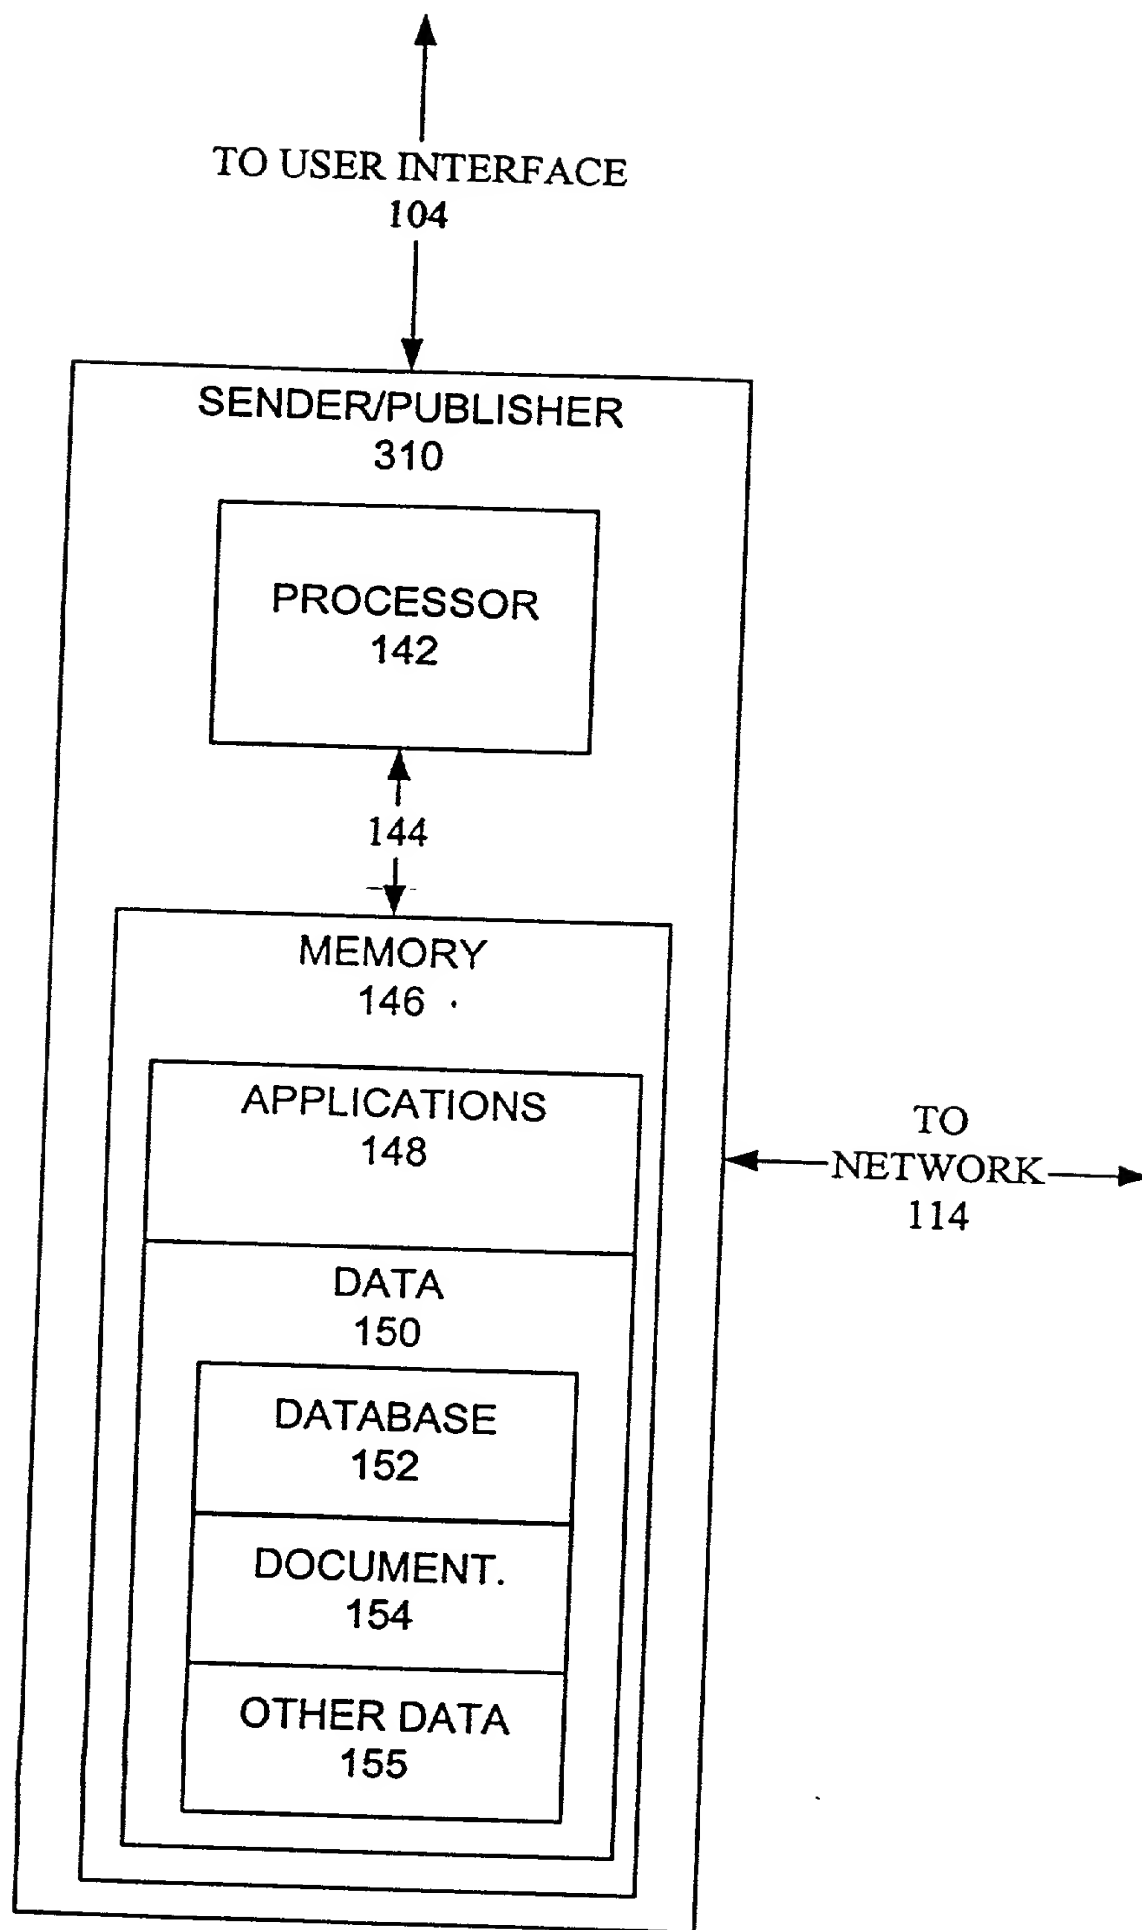 TO USER INTERFACE
104
SENDER/PUBLISHER
310
PROCESSOR
142
144
MEMORY
146
APPLICATIONS
148
TO
NETWORK
114
DATA
150
DATABASE
152
DOCUMENT.
154
OTHER DATA
155